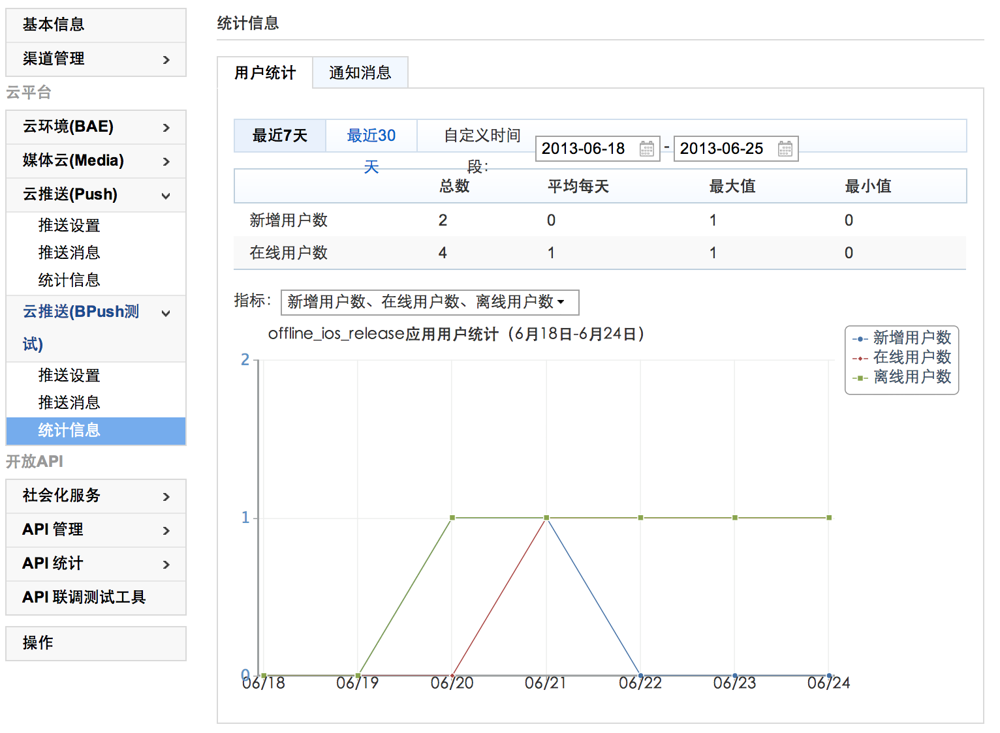 基本信息
渠道管理
云平台
云环境(BAE)
媒体云(Media)
云推送(Push)
推送设置
推送消息
统计信息
云推送(BPush测
试)
推送设置
推送消息
统计信息
开放API
社会化服务
API 管理
API 统计
API 联调测试工具
操作
统计信息
用户统计 通知消息
最近7天 最近30 自定义时间 2013-06-18 - 2013-06-25
天 段：
总数 平均每天 最大值 最小值
新增用户数 2 0 1 0
在线用户数 4 1 1 0
指标： 新增用户数、在线用户数、离线用户数
offline_ios_release应用用户统计（6月18日-6月24日）
新增用户数
在线用户数
离线用户数
2
1
0
06/18 06/19 06/20 06/21 06/22 06/23 06/24